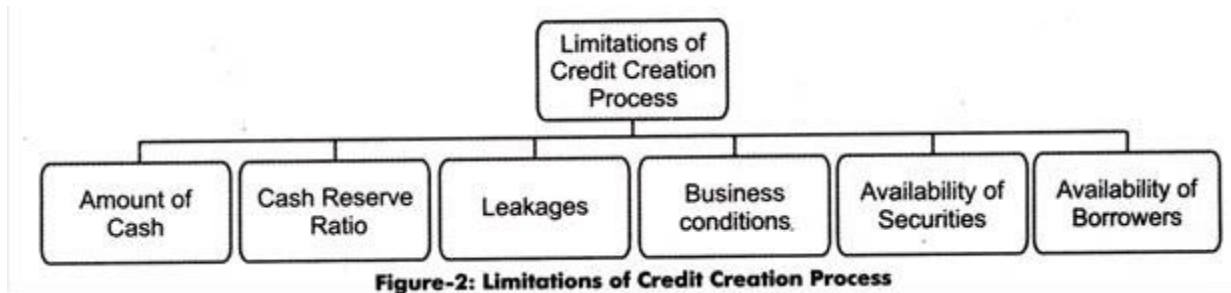 Limitations of
Credit Creation
Process
Amount of
Cash
Cash Reserve
Ratio
Leakages
Business
conditions.
Availability of
Securities
Availability of
Borrowers
Figure-2: Limitations of Credit Creation Process